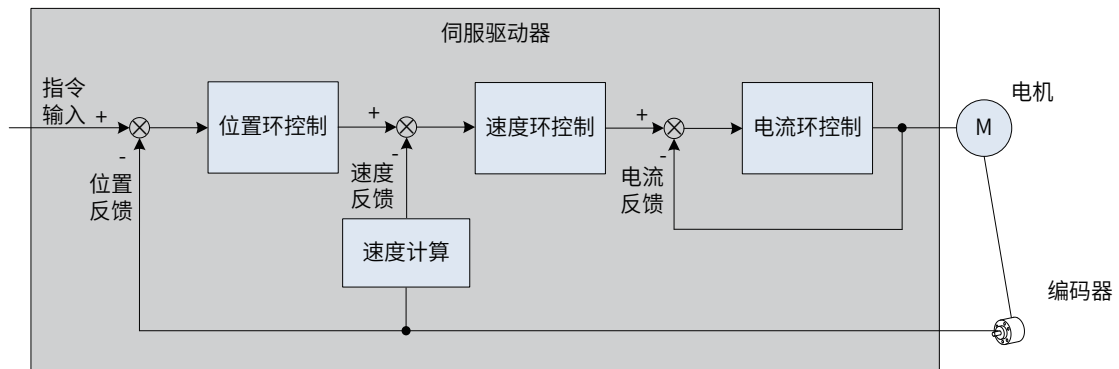 伺服驱动器
指令
输入
+
-
位置
反馈
位置环控制
+
-
速度
反馈
速度计算
速度环控制
+
-
电流
反馈
电流环控制
电机
M
编码器